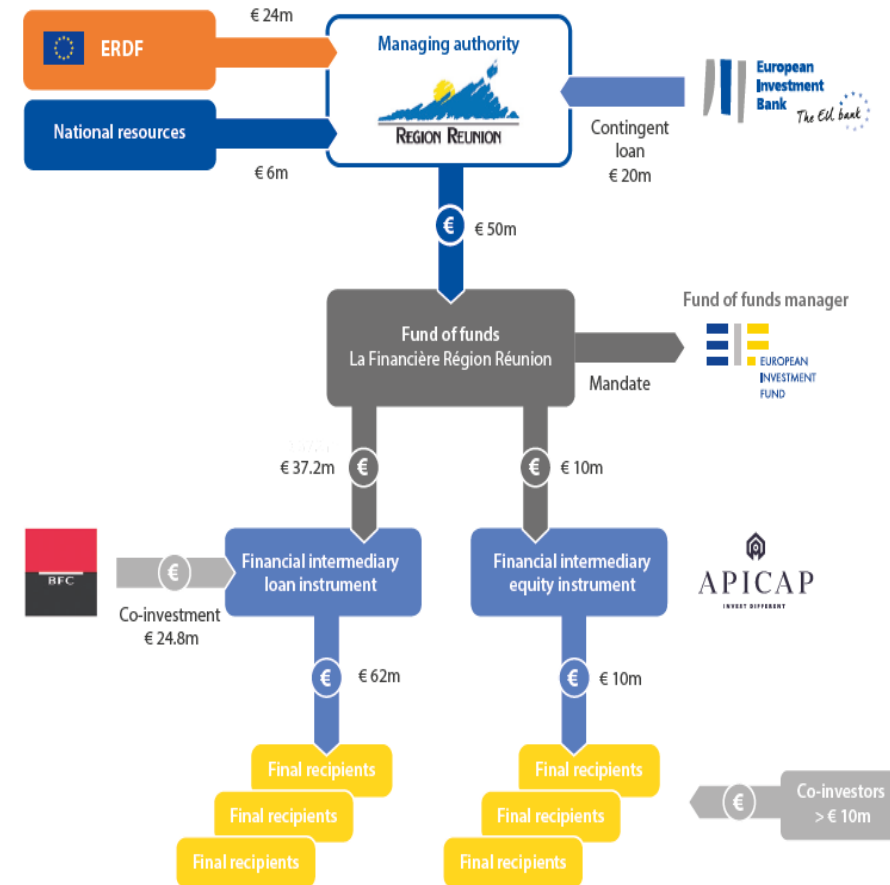 € 24m
ERDF
Managing authority
REGION REUNION
European
Investment
Bank
The EU bank
National resources
€ 6m
Contingent
loan
€ 20m
€
€ 50m
Fund of funds manager
Fund of funds
La Financière Région Réunion
Mandate
EUROPEAN
INVESTMENT
FUND
€ 37.2m
€
€
€ 10m
BFC
€
Co-investment
€ 24.8m
Financial intermediary
loan instrument
Financial intermediary
equity instrument
APICAP
INVEST DIFFERENT
€
€ 62m
€
€ 10m
Final recipients
Final recipients
Final recipients
Final recipients
Final recipients
Final recipients
€
Co-investors
> € 10m